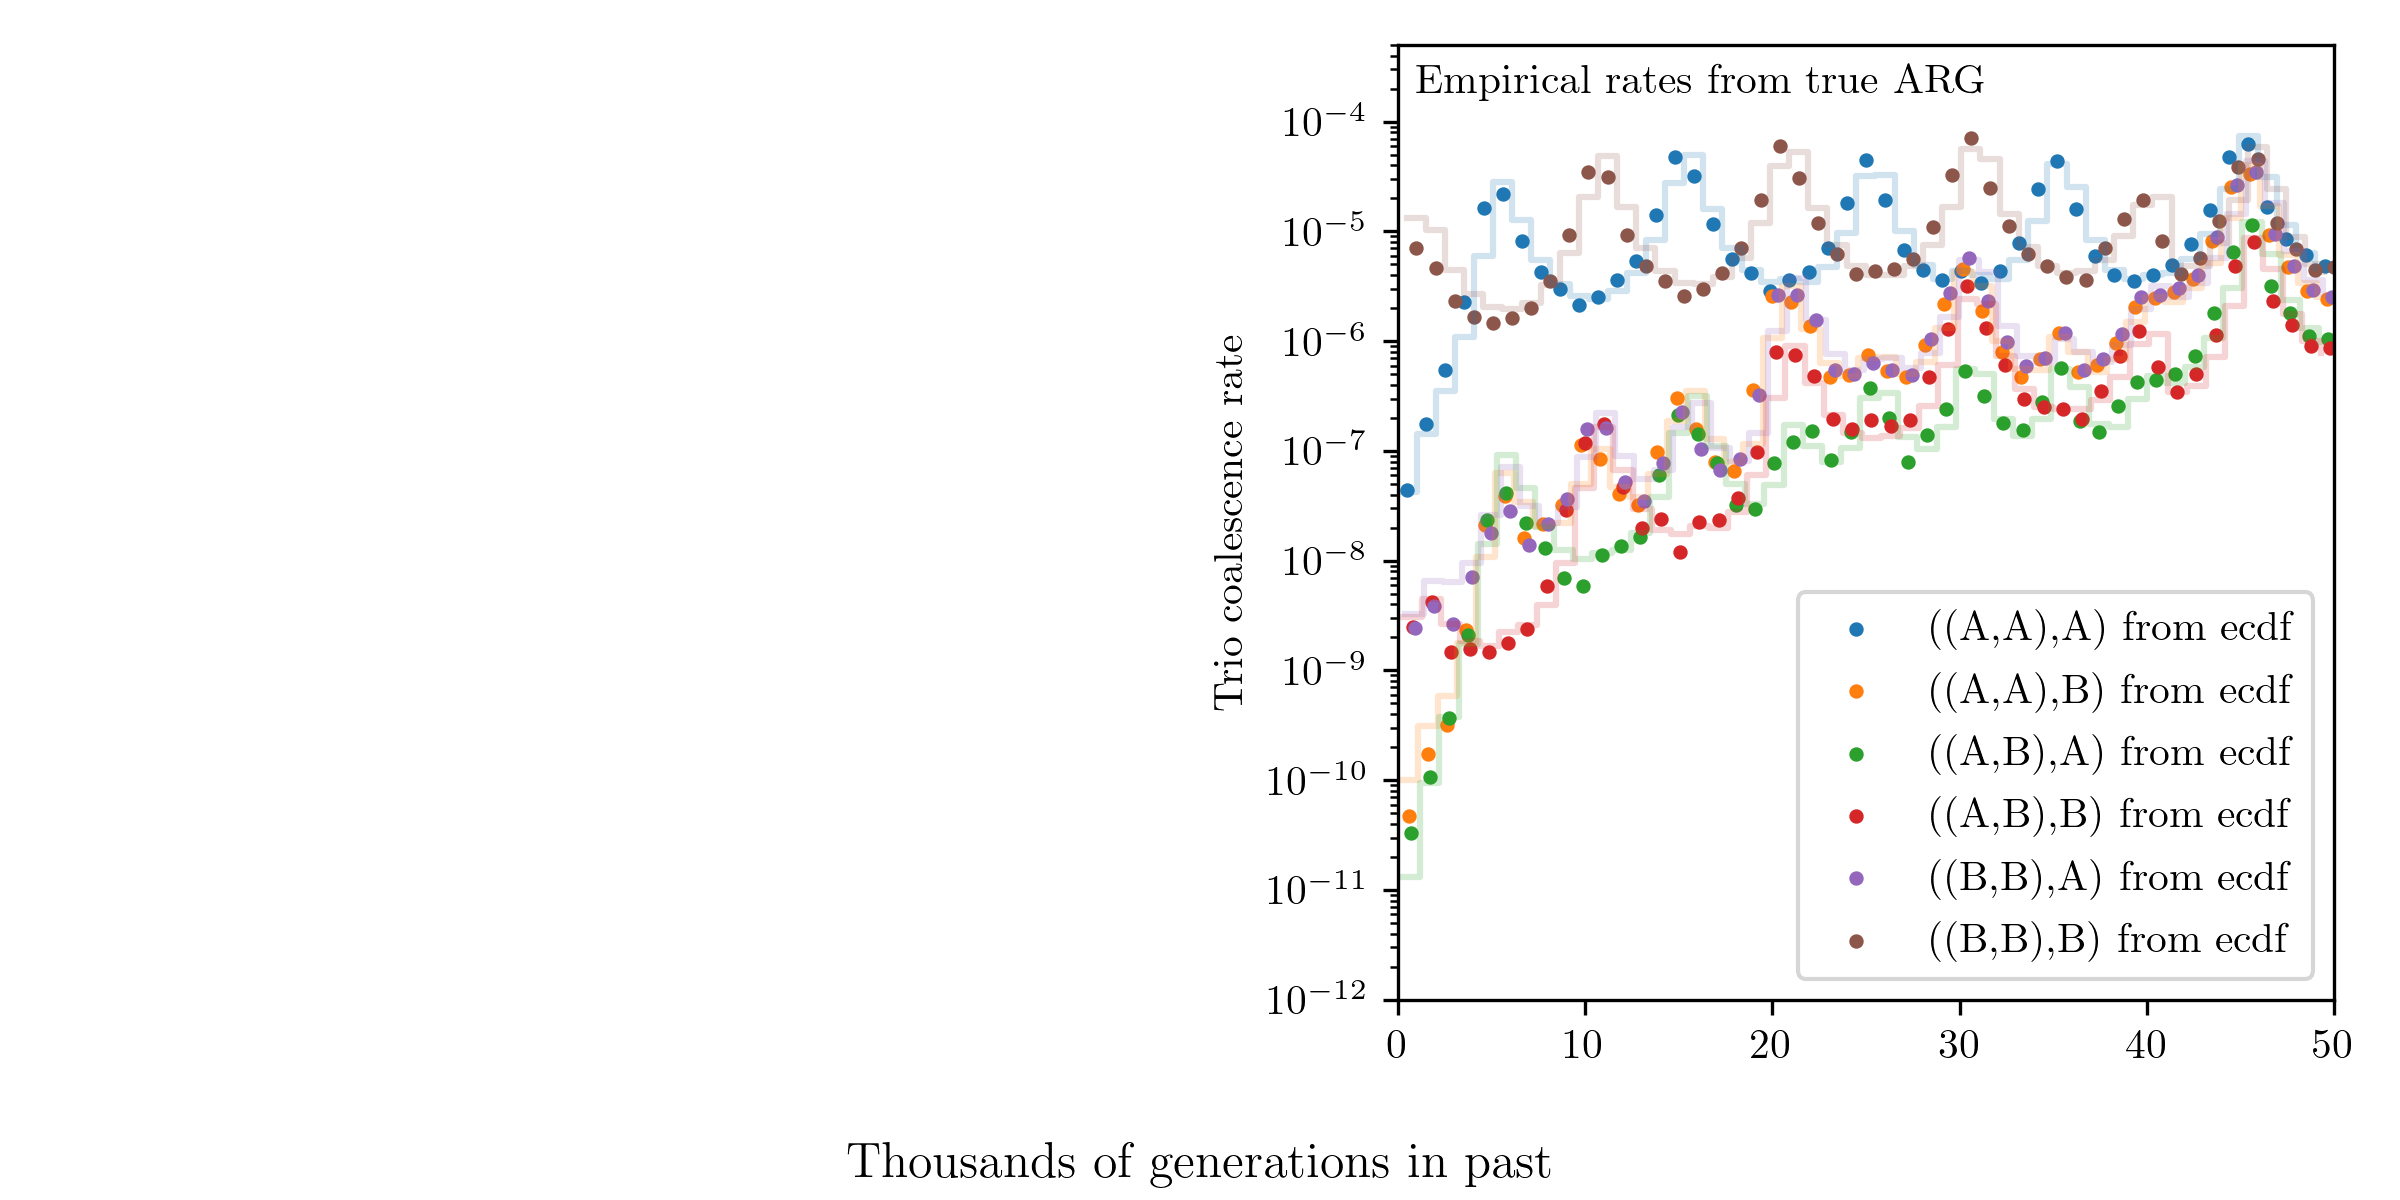 Empirical rates from true ARG
Trio coalescence rate
10⁻⁴
10⁻⁵
10⁻⁶
10⁻⁷
10⁻⁸
10⁻⁹
10⁻¹⁰
10⁻¹¹
10⁻¹²
((A,A),A) from ecdf
((A,A),B) from ecdf
((A,B),A) from ecdf
((A,B),B) from ecdf
((B,B),A) from ecdf
((B,B),B) from ecdf
0 10 20 30 40 50
Thousands of generations in past